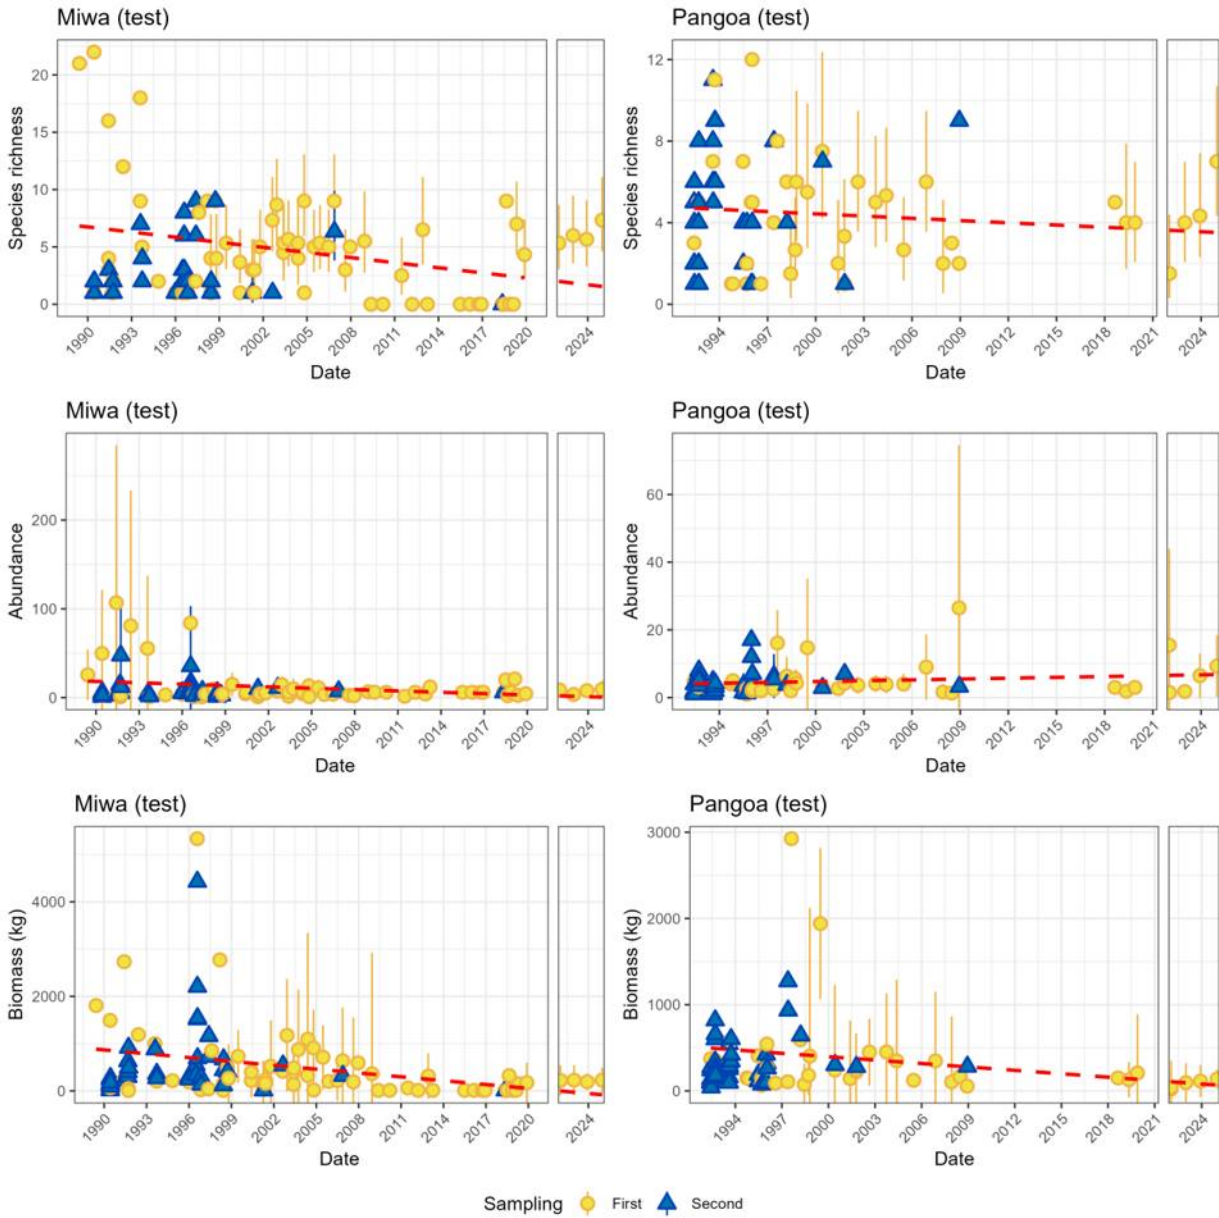 Miwa (test)
Pangoa (test)
Species richness
20
15
10
5
0
1990 1993 1996 1999 2002 2005 2008 2011 2014 2017 2020 2024
Date
Species richness
12
8
4
0
1994 1997 2000 2003 2006 2009 2012 2015 2018 2021 2024
Date
Miwa (test)
Pangoa (test)
Abundance
200
100
0
1990 1993 1996 1999 2002 2005 2008 2011 2014 2017 2020 2024
Date
Abundance
60
40
20
0
1994 1997 2000 2003 2006 2009 2012 2015 2018 2021 2024
Date
Miwa (test)
Pangoa (test)
Biomass (kg)
4000
2000
0
1990 1993 1996 1999 2002 2005 2008 2011 2014 2017 2020 2024
Date
Biomass (kg)
3000
2000
1000
0
1994 1997 2000 2003 2006 2009 2012 2015 2018 2021 2024
Date
Sampling First Second